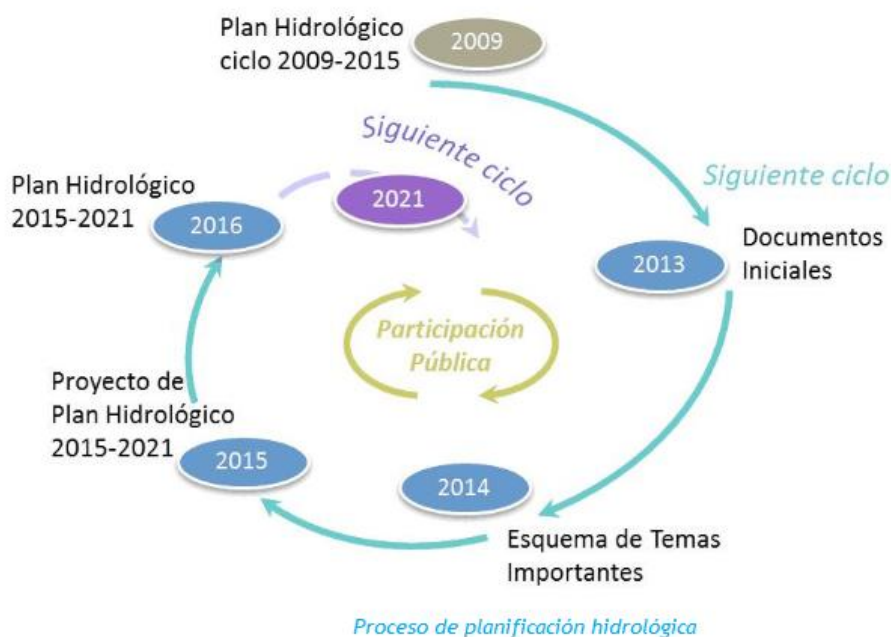 Plan Hidrológico
ciclo 2009-2015
2009
Siguiente ciclo
2013
Documentos
Iniciales
2014
Esquema de Temas
Importantes
2015
Proyecto de
Plan Hidrológico
2015-2021
2016
Plan Hidrológico
2015-2021
Siguiente ciclo
2021
Participación
Pública
Proceso de planificación hidrológica